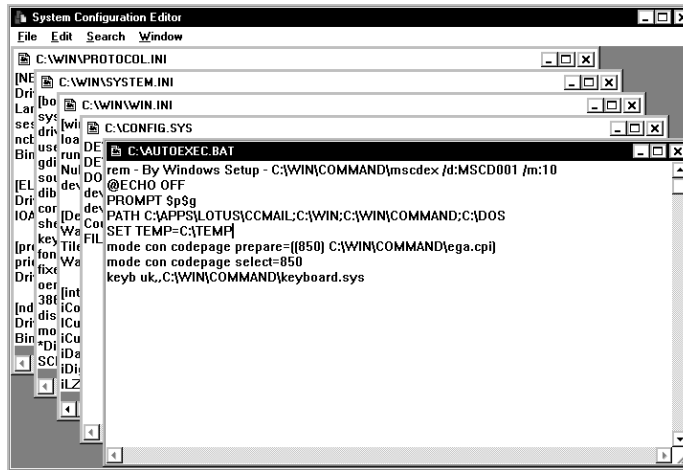 System Configuration Editor
File Edit Search Window
C:\WIN\PROTOCOL.INI
C:\WIN\SYSTEM.INI
C:\WIN\WIN.INI
C:\CONFIG.SYS
C:\AUTOEXEC.BAT
rem - By Windows Setup - C:\WIN\COMMAND\mscdex /d:MSCD001 /m:10
@ECHO OFF
PROMPT $p$g
PATH C:\APPS\LOTUS\CCMAIL;C:\WIN;C:\WIN\COMMAND;C:\DOS
SET TEMP=C:\TEMP
mode con codepage prepare=((850) C:\WIN\COMMAND\ega.cpi)
mode con codepage select=850
keyb uk,,C:\WIN\COMMAND\keyboard.sys